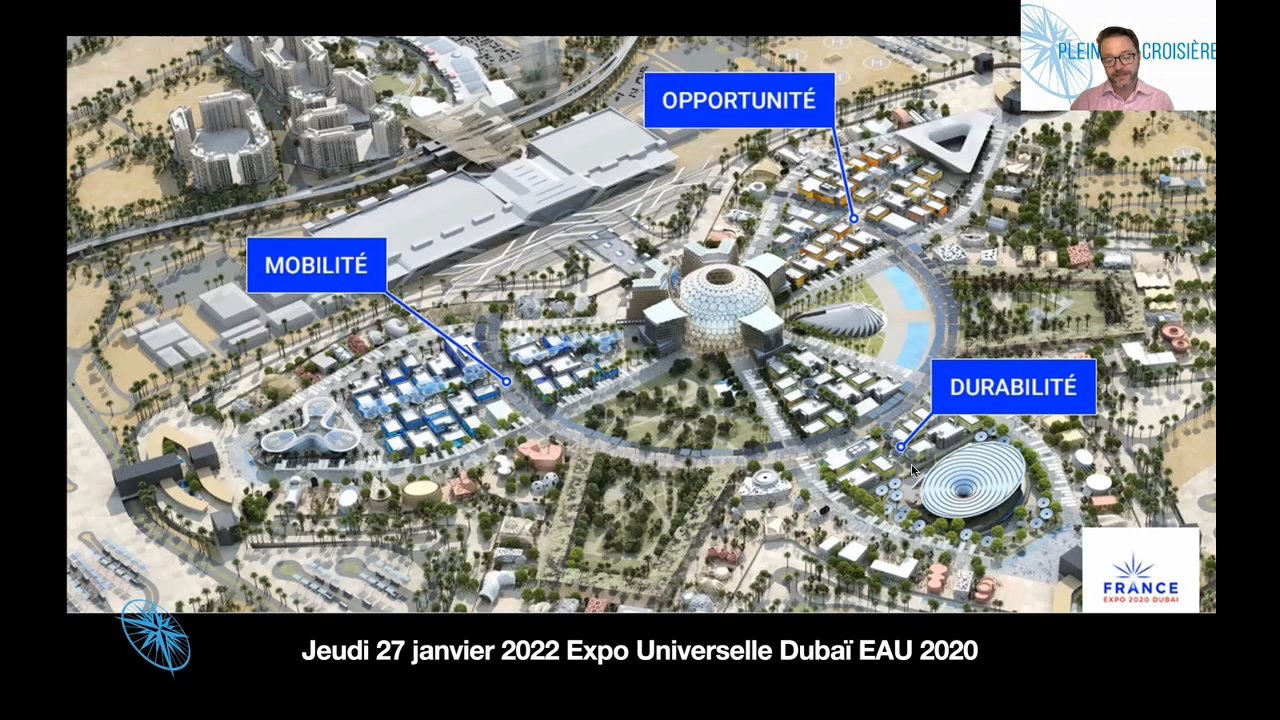 PLEIN CROISIÈRE
OPPORTUNITÉ
MOBILITÉ
DURABILITÉ
FRANCE
EXPO 2020 DUBAI
Jeudi 27 janvier 2022 Expo Universelle Dubaï EAU 2020